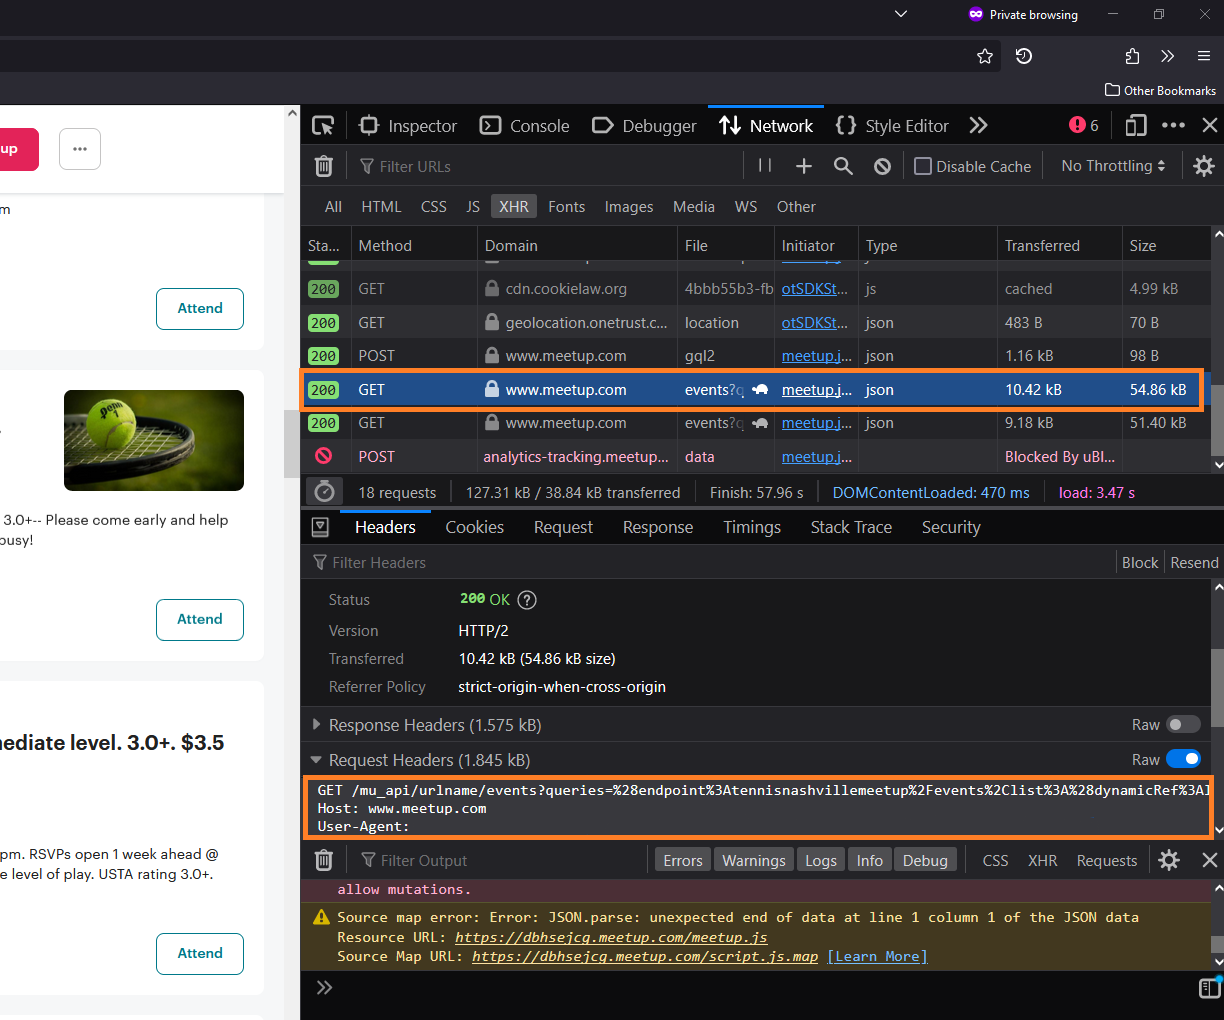 Private browsing
Other Bookmarks
up
Inspector Console Debugger Network Style Editor 6
Filter URLs Disable Cache No Throttling
m
All HTML CSS JS XHR Fonts Images Media WS Other
Sta... Method Domain File Initiator Type Transferred Size
200 GET cdn.cookielaw.org 4bbb55b3-fb otSDKSt... js cached 4.99 kB
Attend
200 GET geolocation.onetrust.c... location otSDKSt... json 483 B 70 B
200 POST www.meetup.com gql2 meetup.j... json 1.16 kB 98 B
200 GET www.meetup.com events?q meetup.j... json 10.42 kB 54.86 kB
200 GET www.meetup.com events?q meetup.j... json 9.18 kB 51.40 kB
POST analytics-tracking.meetup... data meetup.j... Blocked By uBl...
Penn
1
18 requests 127.31 kB / 38.84 kB transferred Finish: 57.96 s DOMContentLoaded: 470 ms load: 3.47 s
3.0+-- Please come early and help
busy!
Headers Cookies Request Response Timings Stack Trace Security
Filter Headers Block Resend
Status 200 OK ?
Attend
Version HTTP/2
Transferred 10.42 kB (54.86 kB size)
Referrer Policy strict-origin-when-cross-origin
Response Headers (1.575 kB) Raw
ediate level. 3.0+. $3.5
Request Headers (1.845 kB) Raw
GET /mu_api/urlname/events?queries=%28endpoint%3Atennisnashvillemeetup%2Fevents%2Clist%3A%28dynamicRef%3A
Host: www.meetup.com
User-Agent:
pm. RSVPs open 1 week ahead @
e level of play. USTA rating 3.0+.
Filter Output Errors Warnings Logs Info Debug CSS XHR Requests
allow mutations.
Source map error: Error: JSON.parse: unexpected end of data at line 1 column 1 of the JSON data
Resource URL: https://dbhsejcg.meetup.com/meetup.js
Source Map URL: https://dbhsejcg.meetup.com/script.js.map [Learn More]
Attend